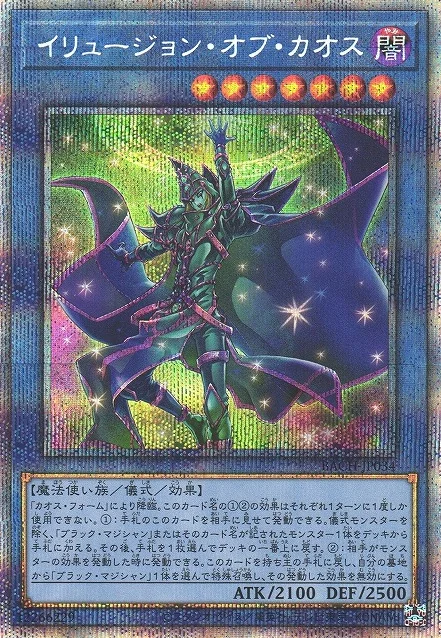 イリュージョン・オブ・カオス 闇
BACH-JP034
【魔法使い族／儀式／効果】
「カオス・フォーム」により降臨。このカード名の①②の効果はそれぞれ1ターンに1度しか
使用できない。①：手札のこのカードを相手に見せて発動できる。儀式モンスターを
除く、「ブラック・マジシャン」またはそのカード名が記されたモンスター1体をデッキから
手札に加える。その後、手札を1枚選んでデッキの一番上に戻す。②：相手がモンスタ
ーの効果を発動した時に発動できる。このカードを持ち主の手札に戻し、自分の墓地
から「ブラック・マジシャン」1体を選んで特殊召喚し、その発動した効果を無効にする。
ATK/2100 DEF/2500